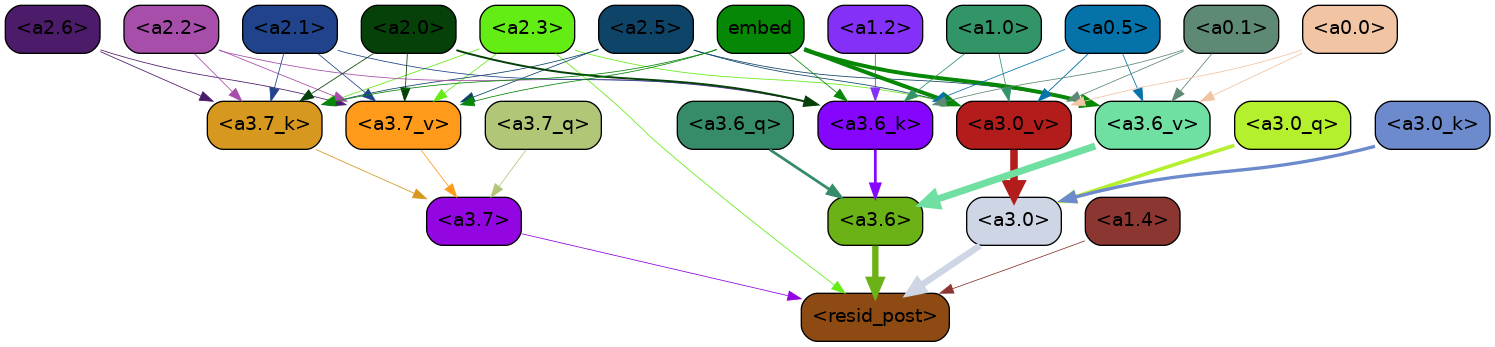 <a2.6> <a2.2> <a2.1> <a2.0> <a2.3> <a2.5> embed <a1.2> <a1.0> <a0.5> <a0.1> <a0.0>
<a3.7_k> <a3.7_v> <a3.7_q> <a3.6_q> <a3.6_k> <a3.0_v> <a3.6_v> <a3.0_q> <a3.0_k>
<a3.7> <a3.6> <a3.0> <a1.4>
<resid_post>